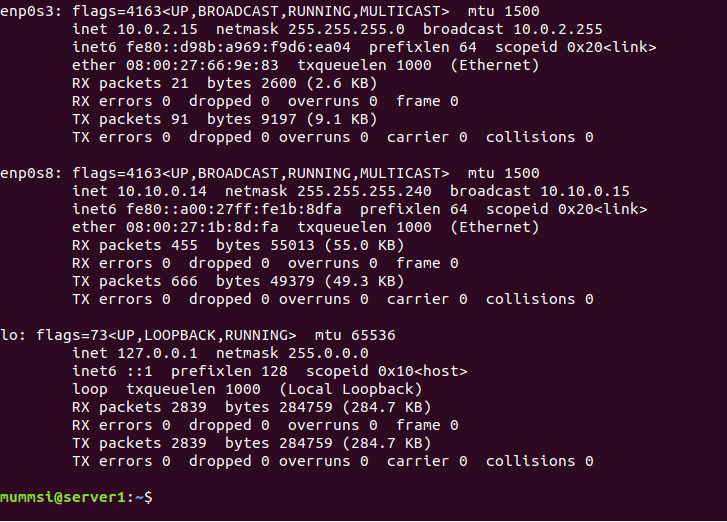 enp0s3: flags=4163<UP,BROADCAST,RUNNING,MULTICAST>  mtu 1500
        inet 10.0.2.15  netmask 255.255.255.0  broadcast 10.0.2.255
        inet6 fe80::d98b:a969:f9d6:ea04  prefixlen 64  scopeid 0x20<link>
        ether 08:00:27:66:9e:83  txqueuelen 1000  (Ethernet)
        RX packets 21  bytes 2600 (2.6 KB)
        RX errors 0  dropped 0  overruns 0  frame 0
        TX packets 91  bytes 9197 (9.1 KB)
        TX errors 0  dropped 0 overruns 0  carrier 0  collisions 0

enp0s8: flags=4163<UP,BROADCAST,RUNNING,MULTICAST>  mtu 1500
        inet 10.10.0.14  netmask 255.255.255.240  broadcast 10.10.0.15
        inet6 fe80::a00:27ff:fe1b:8dfa  prefixlen 64  scopeid 0x20<link>
        ether 08:00:27:1b:8d:fa  txqueuelen 1000  (Ethernet)
        RX packets 455  bytes 55013 (55.0 KB)
        RX errors 0  dropped 0  overruns 0  frame 0
        TX packets 666  bytes 49379 (49.3 KB)
        TX errors 0  dropped 0 overruns 0  carrier 0  collisions 0

lo: flags=73<UP,LOOPBACK,RUNNING>  mtu 65536
        inet 127.0.0.1  netmask 255.0.0.0
        inet6 ::1  prefixlen 128  scopeid 0x10<host>
        loop  txqueuelen 1000  (Local Loopback)
        RX packets 2839  bytes 284759 (284.7 KB)
        RX errors 0  dropped 0  overruns 0  frame 0
        TX packets 2839  bytes 284759 (284.7 KB)
        TX errors 0  dropped 0 overruns 0  carrier 0  collisions 0

mummsi@server1:~$